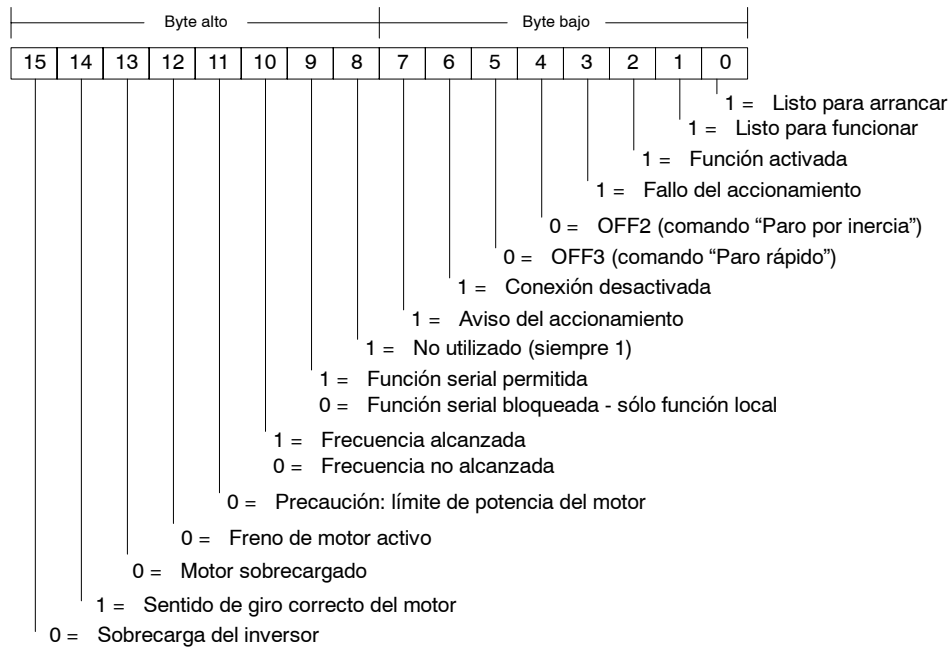 Byte alto Byte bajo
15 14 13 12 11 10 9 8 7 6 5 4 3 2 1 0
1 = Listo para arrancar
1 = Listo para funcionar
1 = Función activada
1 = Fallo del accionamiento
0 = OFF2 (comando “Paro por inercia”)
0 = OFF3 (comando “Paro rápido”)
1 = Conexión desactivada
1 = Aviso del accionamiento
1 = No utilizado (siempre 1)
1 = Función serial permitida
0 = Función serial bloqueada - sólo función local
1 = Frecuencia alcanzada
0 = Frecuencia no alcanzada
0 = Precaución: límite de potencia del motor
0 = Freno de motor activo
0 = Motor sobrecargado
1 = Sentido de giro correcto del motor
0 = Sobrecarga del inversor